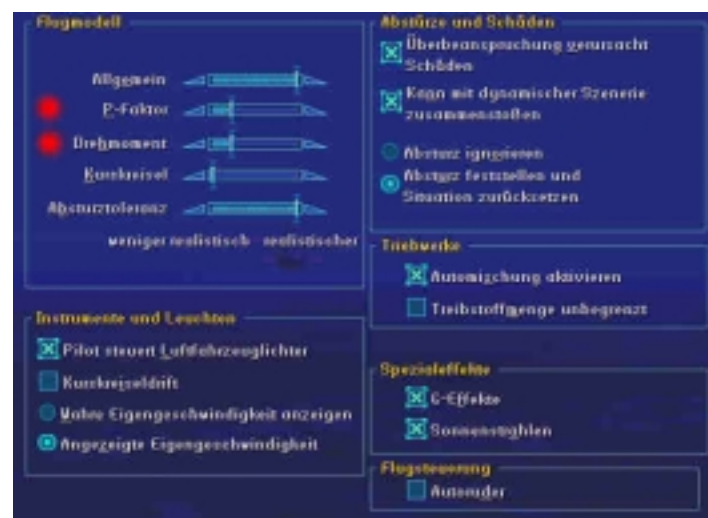 Flugmodell
Allgemein
P-Faktor
Drehmoment
Kurskreisel
Absturztoleranz
weniger realistisch realistischer
Instrumente und Leuchten
Pilot steuert Luftfahrzeuglichter
Kurskreiseldrift
Wahre Eigengeschwindigkeit anzeigen
Angezeigte Eigengeschwindigkeit
Abstürze und Schäden
Überbeanspruchung verursacht
Schäden
Kann mit dynamischer Szenerie
zusammenstoßen
Absturz ignorieren
Absturz feststellen und
Situation zurücksetzen
Triebwerke
Automischung aktivieren
Treibstoffmenge unbegrenzt
Spezialeffekte
G-Effekte
Sonnenstrahlen
Flugsteuerung
Autoruder